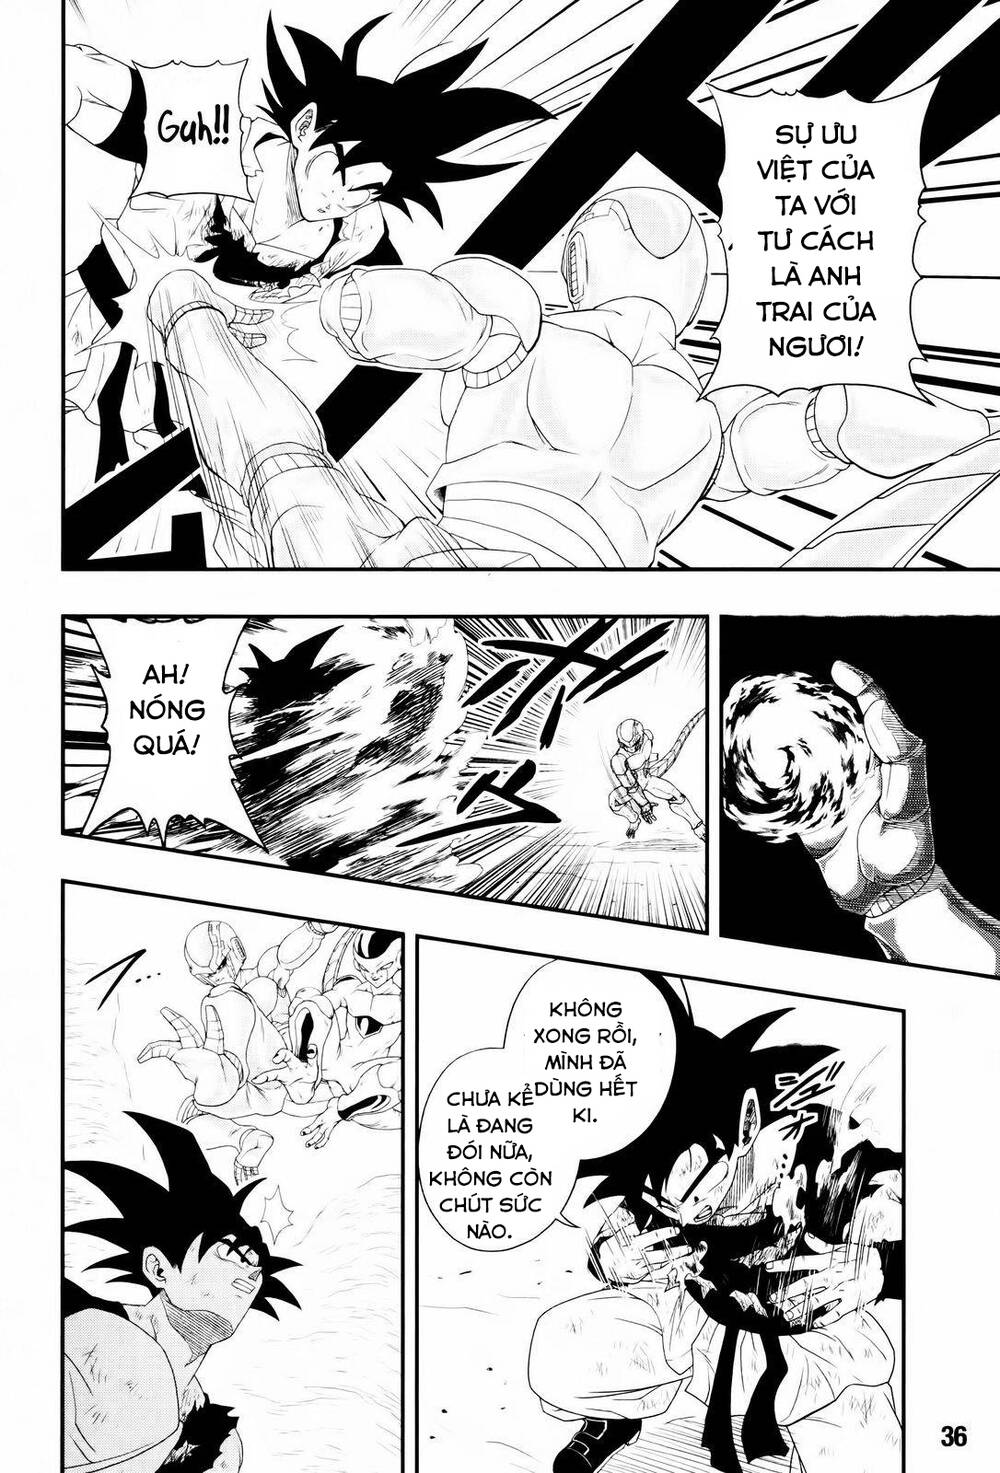 SỰ ƯU
VIỆT CỦA
TA VỚI
TƯ CÁCH
LÀ ANH
TRAI CỦA
NGƯƠI!
Guh!!
AH!
NÓNG
QUÁ!
KHÔNG
XONG RỒI,
MÌNH ĐÃ
DÙNG HẾT
KI.
CHƯA KỂ
LÀ ĐANG
ĐÓI NỮA,
KHÔNG CÒN
CHÚT SỨC
NÀO.
36